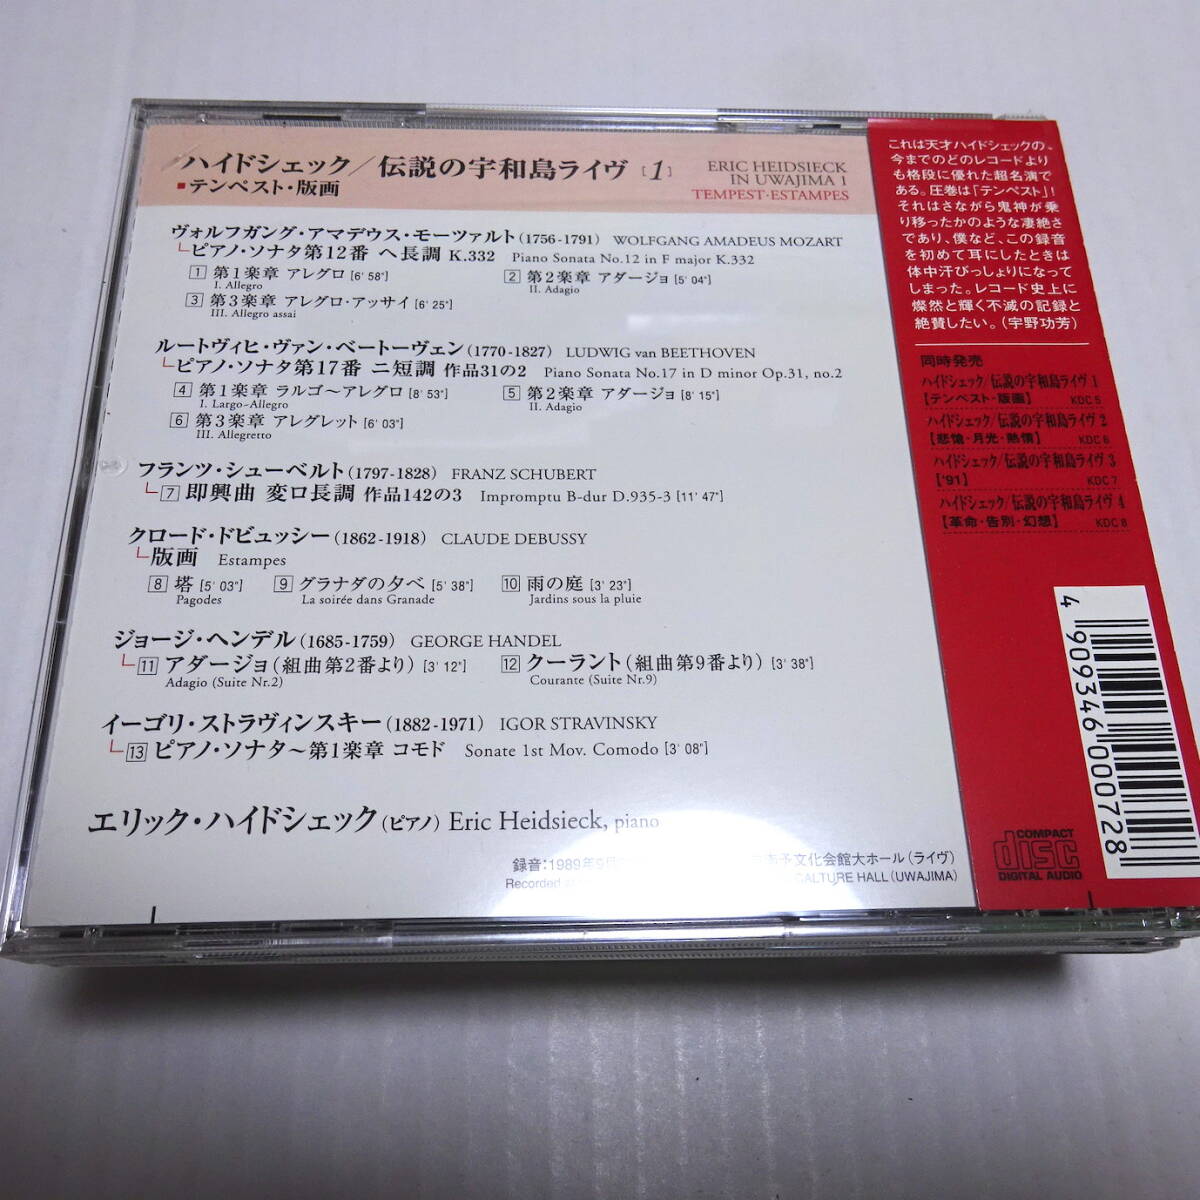 ハイドシェック／伝説の宇和島ライヴ [1]
■テンペスト・版画
ERIC HEIDSIECK
IN UWAJIMA 1
TEMPEST・ESTAMPES
ヴォルフガング・アマデウス・モーツァルト(1756-1791) WOLFGANG AMADEUS MOZART
ピアノ・ソナタ第12番 ヘ長調 K.332 Piano Sonata No.12 in F major K.332
1 第1楽章 アレグロ [6' 58"]
I. Allegro
2 第2楽章 アダージョ [5' 04"]
II. Adagio
3 第3楽章 アレグロ・アッサイ [6' 25"]
III. Allegro assai
ルートヴィヒ・ヴァン・ベートーヴェン(1770-1827) LUDWIG van BEETHOVEN
ピアノ・ソナタ第17番 ニ短調 作品31の2 Piano Sonata No.17 in D minor Op.31, no.2
4 第1楽章 ラルゴ〜アレグロ [8' 53"]
I. Largo~Allegro
5 第2楽章 アダージョ [8' 15"]
II. Adagio
6 第3楽章 アレグレット [6' 03"]
III. Allegretto
フランツ・シューベルト(1797-1828) FRANZ SCHUBERT
7 即興曲 変ロ長調 作品142の3 Impromptu B-dur D.935-3 [11' 47"]
クロード・ドビュッシー(1862-1918) CLAUDE DEBUSSY
版画 Estampes
8 塔 [5' 03"]
Pagodes
9 グラナダの夕べ [5' 38"]
La soirée dans Granade
10 雨の庭 [3' 23"]
Jardins sous la pluie
ジョージ・ヘンデル(1685-1759) GEORGE HANDEL
11 アダージョ(組曲第2番より) [3' 12"]
Adagio (Suite Nr.2)
12 クーラント(組曲第9番より) [3' 38"]
Courante (Suite Nr.9)
イーゴリ・ストラヴィンスキー(1882-1971) IGOR STRAVINSKY
13 ピアノ・ソナタ〜第1楽章 コモド Sonate 1st Mov. Comodo [3' 08"]
エリック・ハイドシェック(ピアノ) Eric Heidsieck, piano
録音：1989年9月 予文化会館大ホール(ライヴ)
Recorded CALTURE HALL (UWAJIMA)
これは天才ハイドシェックの、
今までのどのレコードより
も格段に優れた超名演で
ある。圧巻は「テンペスト」！
それはさながら鬼神が乗
り移ったかのような凄絶さ
であり、僕など、この録音
を初めて耳にしたときは
体中汗びっしょりになって
しまった。レコード史上に
燦然と輝く不滅の記録と
絶賛したい。(宇野功芳)
同時発売
ハイドシェック／伝説の宇和島ライヴ 1
【テンペスト・版画】 KDC 5
ハイドシェック／伝説の宇和島ライヴ 2
【悲愴・月光・熱情】 KDC 6
ハイドシェック／伝説の宇和島ライヴ 3
【'91】 KDC 7
ハイドシェック／伝説の宇和島ライヴ 4
【革命・告別・幻想】 KDC 8
4 909346 000728
COMPACT
disc
DIGITAL AUDIO